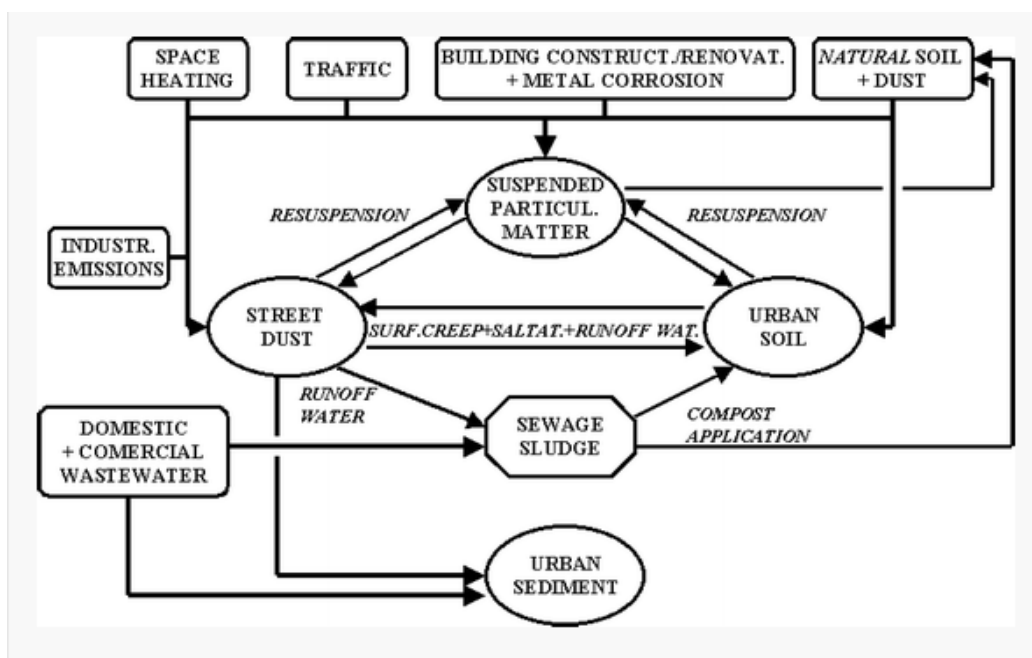 SPACE
HEATING
TRAFFIC
BUILDING CONSTRUCT./RENOVAT.
+ METAL CORROSION
NATURAL SOIL
+ DUST
SUSPENDED
PARTICUL.
MATTER
RESUSPENSION
RESUSPENSION
INDUSTR.
EMISSIONS
STREET
DUST
SURF.CREEP+SALTAT.+RUNOFF WAT.
URBAN
SOIL
RUNOFF
WATER
SEWAGE
SLUDGE
COMPOST
APPLICATION
DOMESTIC
+ COMERCIAL
WASTEWATER
URBAN
SEDIMENT